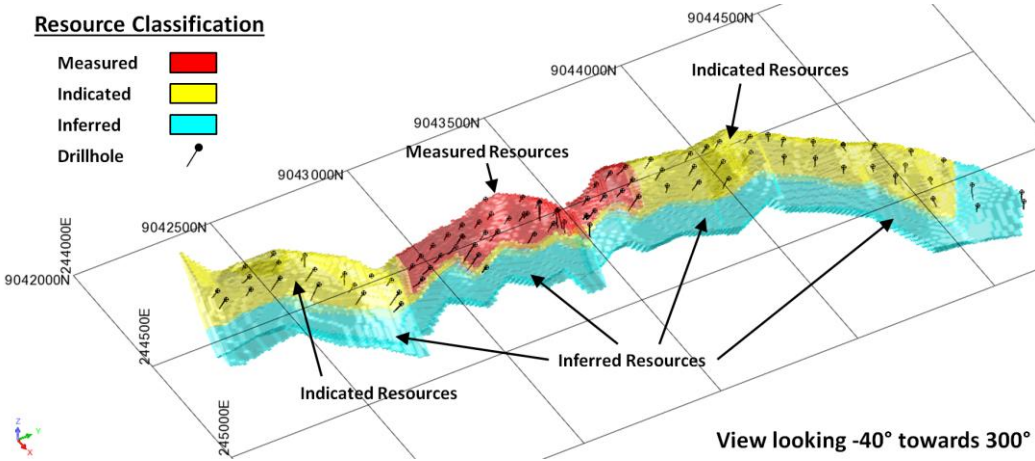 Resource Classification
Measured
Indicated
Inferred
Drillhole
9044500N
9044000N
Indicated Resources
9043500N
Measured Resources
9043000N
9042500N
9042000N
244000E
244500E
245000E
Inferred Resources
Indicated Resources
Z
Y
X
View looking -40° towards 300°